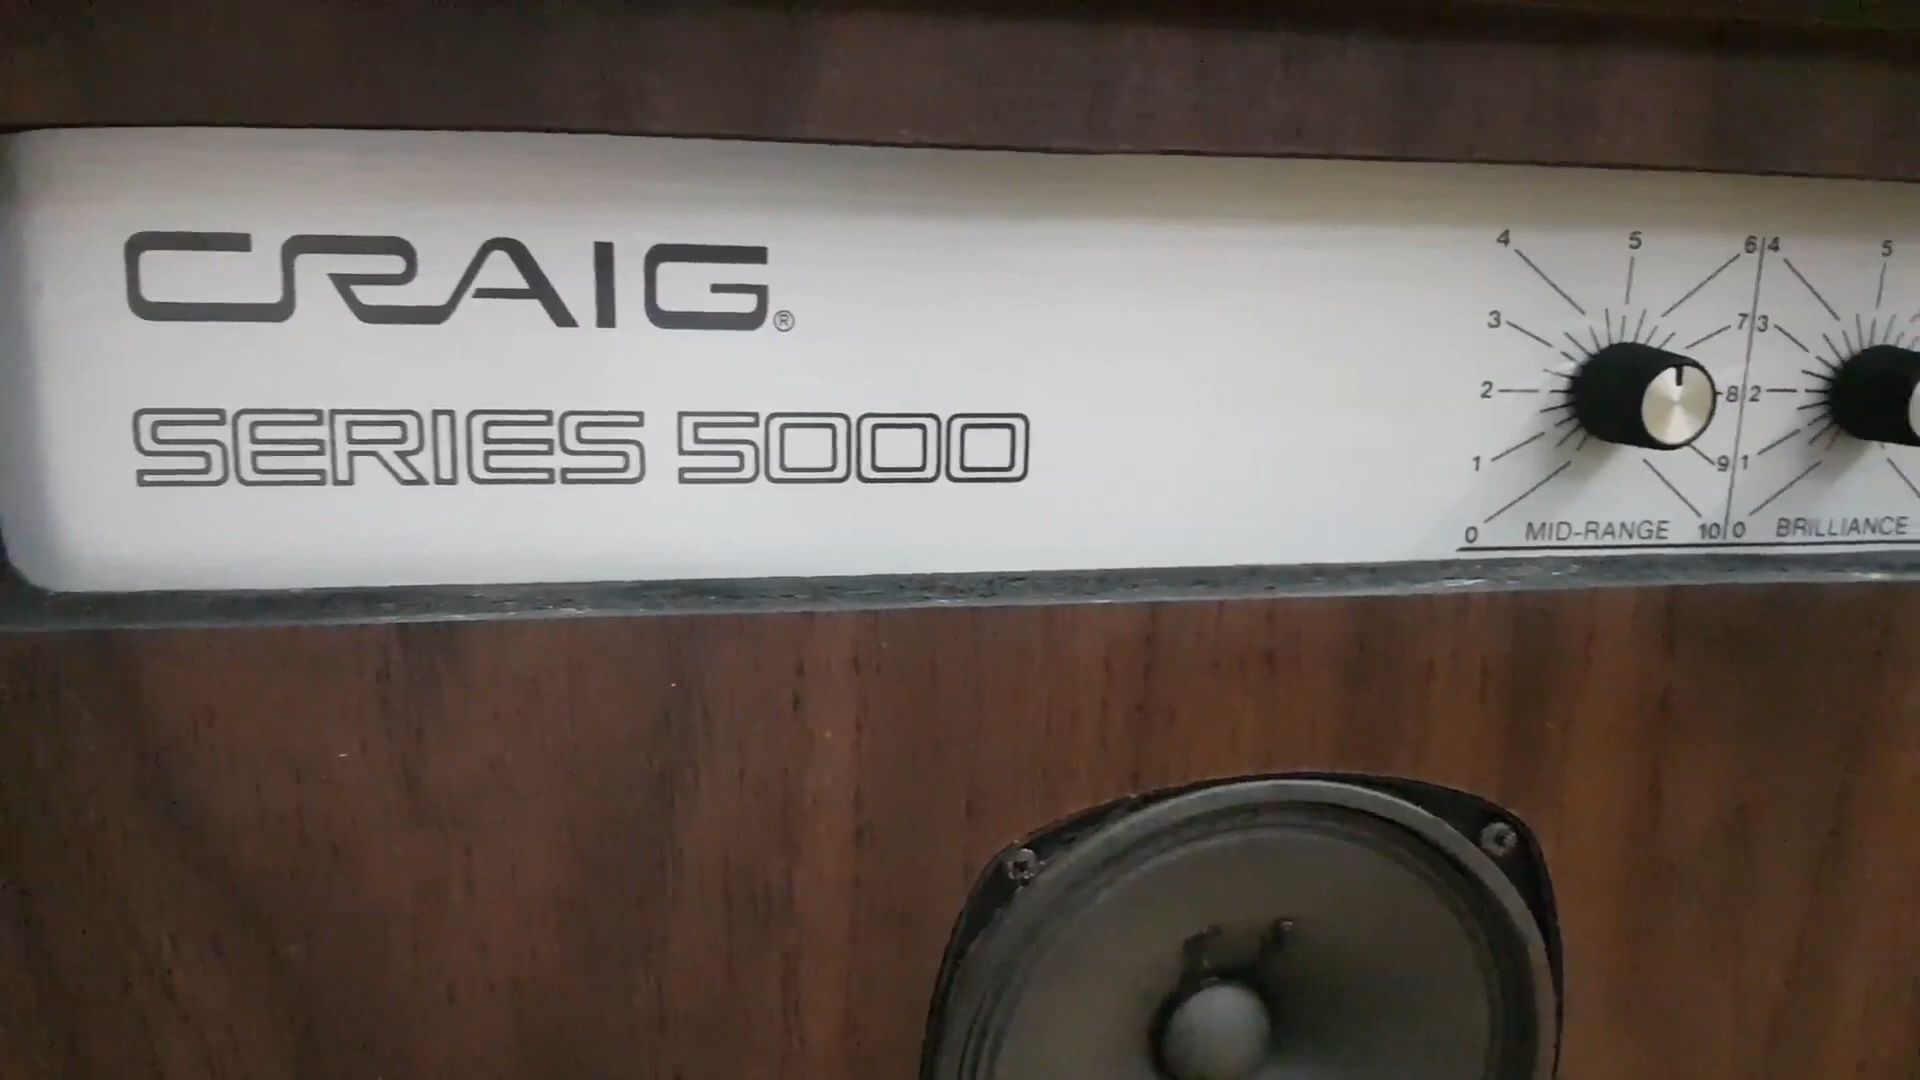 CRAIG®
SERIES 5000
4 5 6 4 5
3 7 3
2 8 2
1 9 1
0 MID-RANGE 10 0 BRILLIANCE